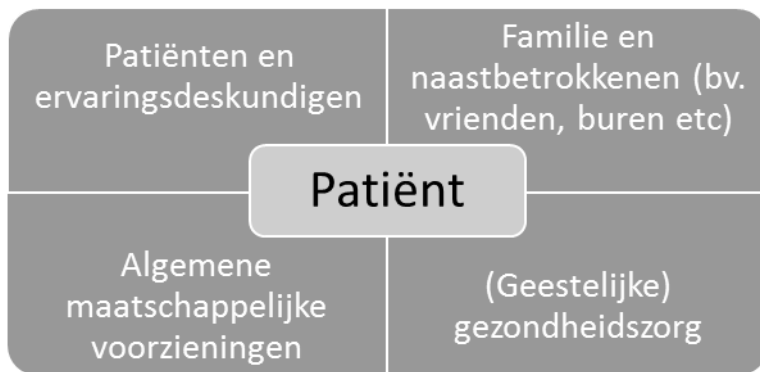 Patiënten en
ervaringsdeskundigen
Familie en
naastbetrokkenen (bv.
vrienden, buren etc)
Patiënt
Algemene
maatschappelijke
voorzieningen
(Geestelijke)
gezondheidszorg